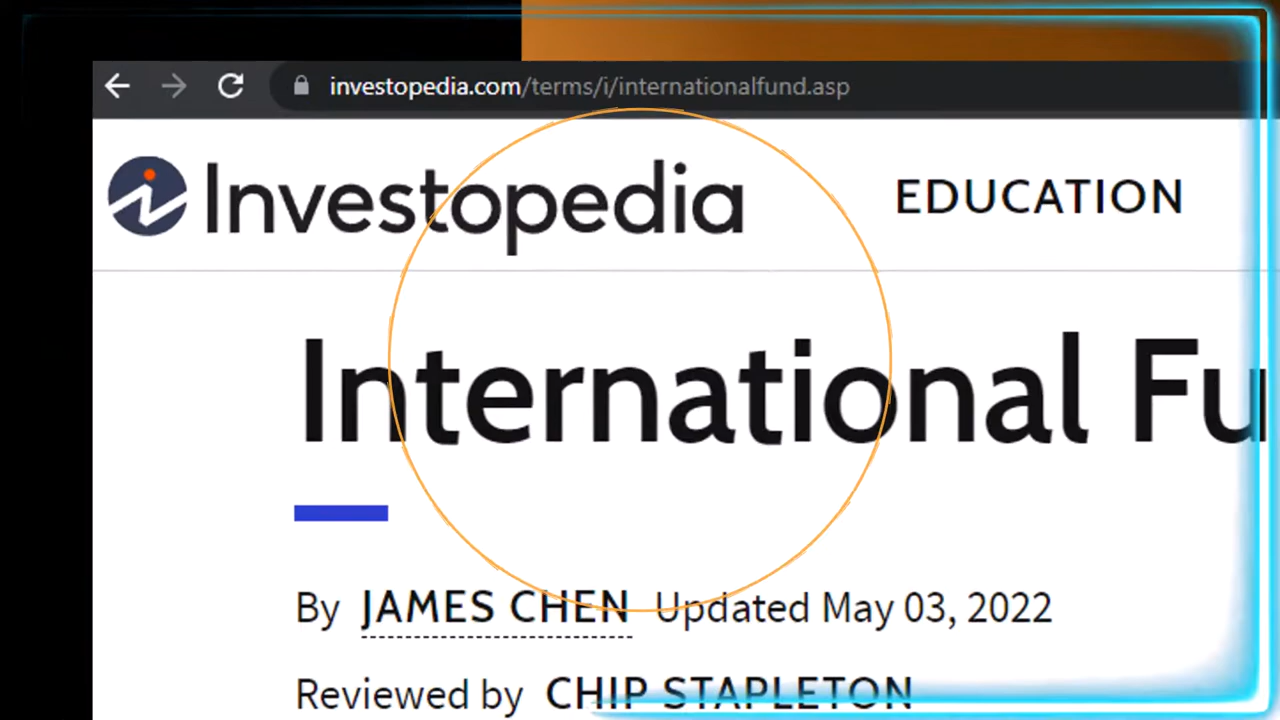 investopedia.com/terms/i/internationalfund.asp
Investopedia EDUCATION
International Fu
By JAMES CHEN Updated May 03, 2022
Reviewed by CHIP STAPLETON